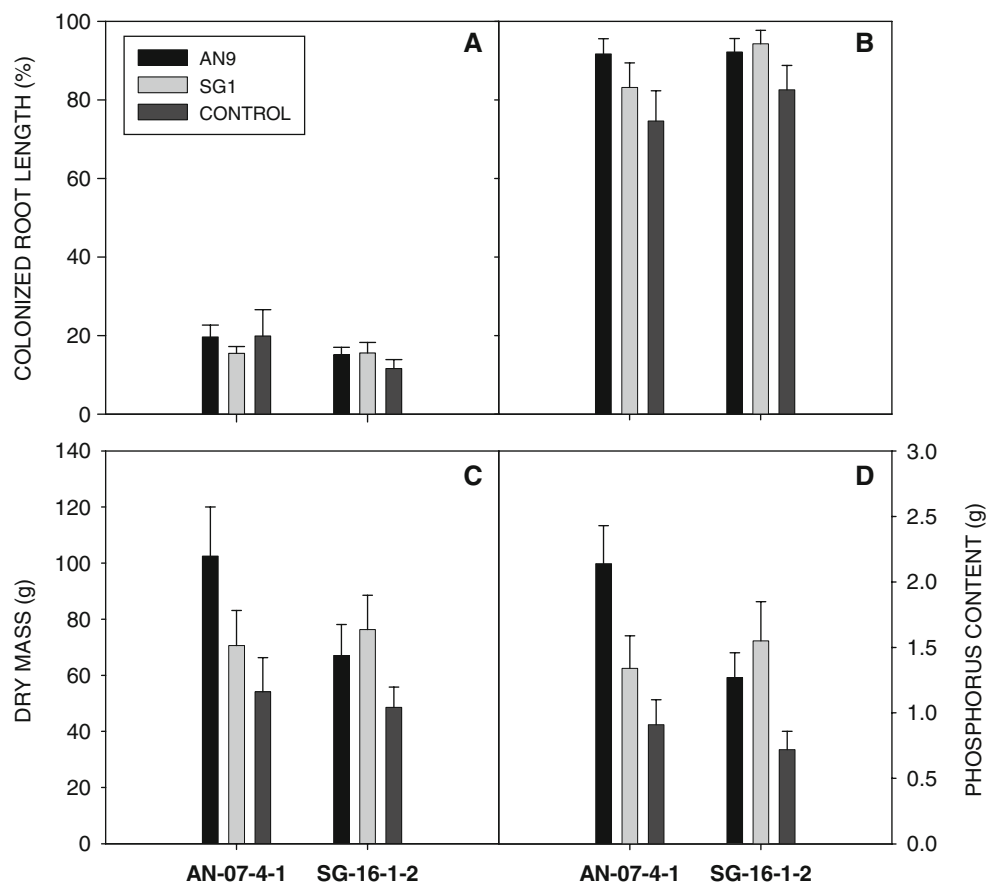 100
80
60
40
20
0
COLONIZED ROOT LENGTH (%)
AN9
SG1
CONTROL
A
B
140
120
100
80
60
40
20
0
DRY MASS (g)
C
D
3.0
2.5
2.0
1.5
1.0
0.5
0.0
PHOSPHORUS CONTENT (g)
AN-07-4-1 SG-16-1-2
AN-07-4-1 SG-16-1-2